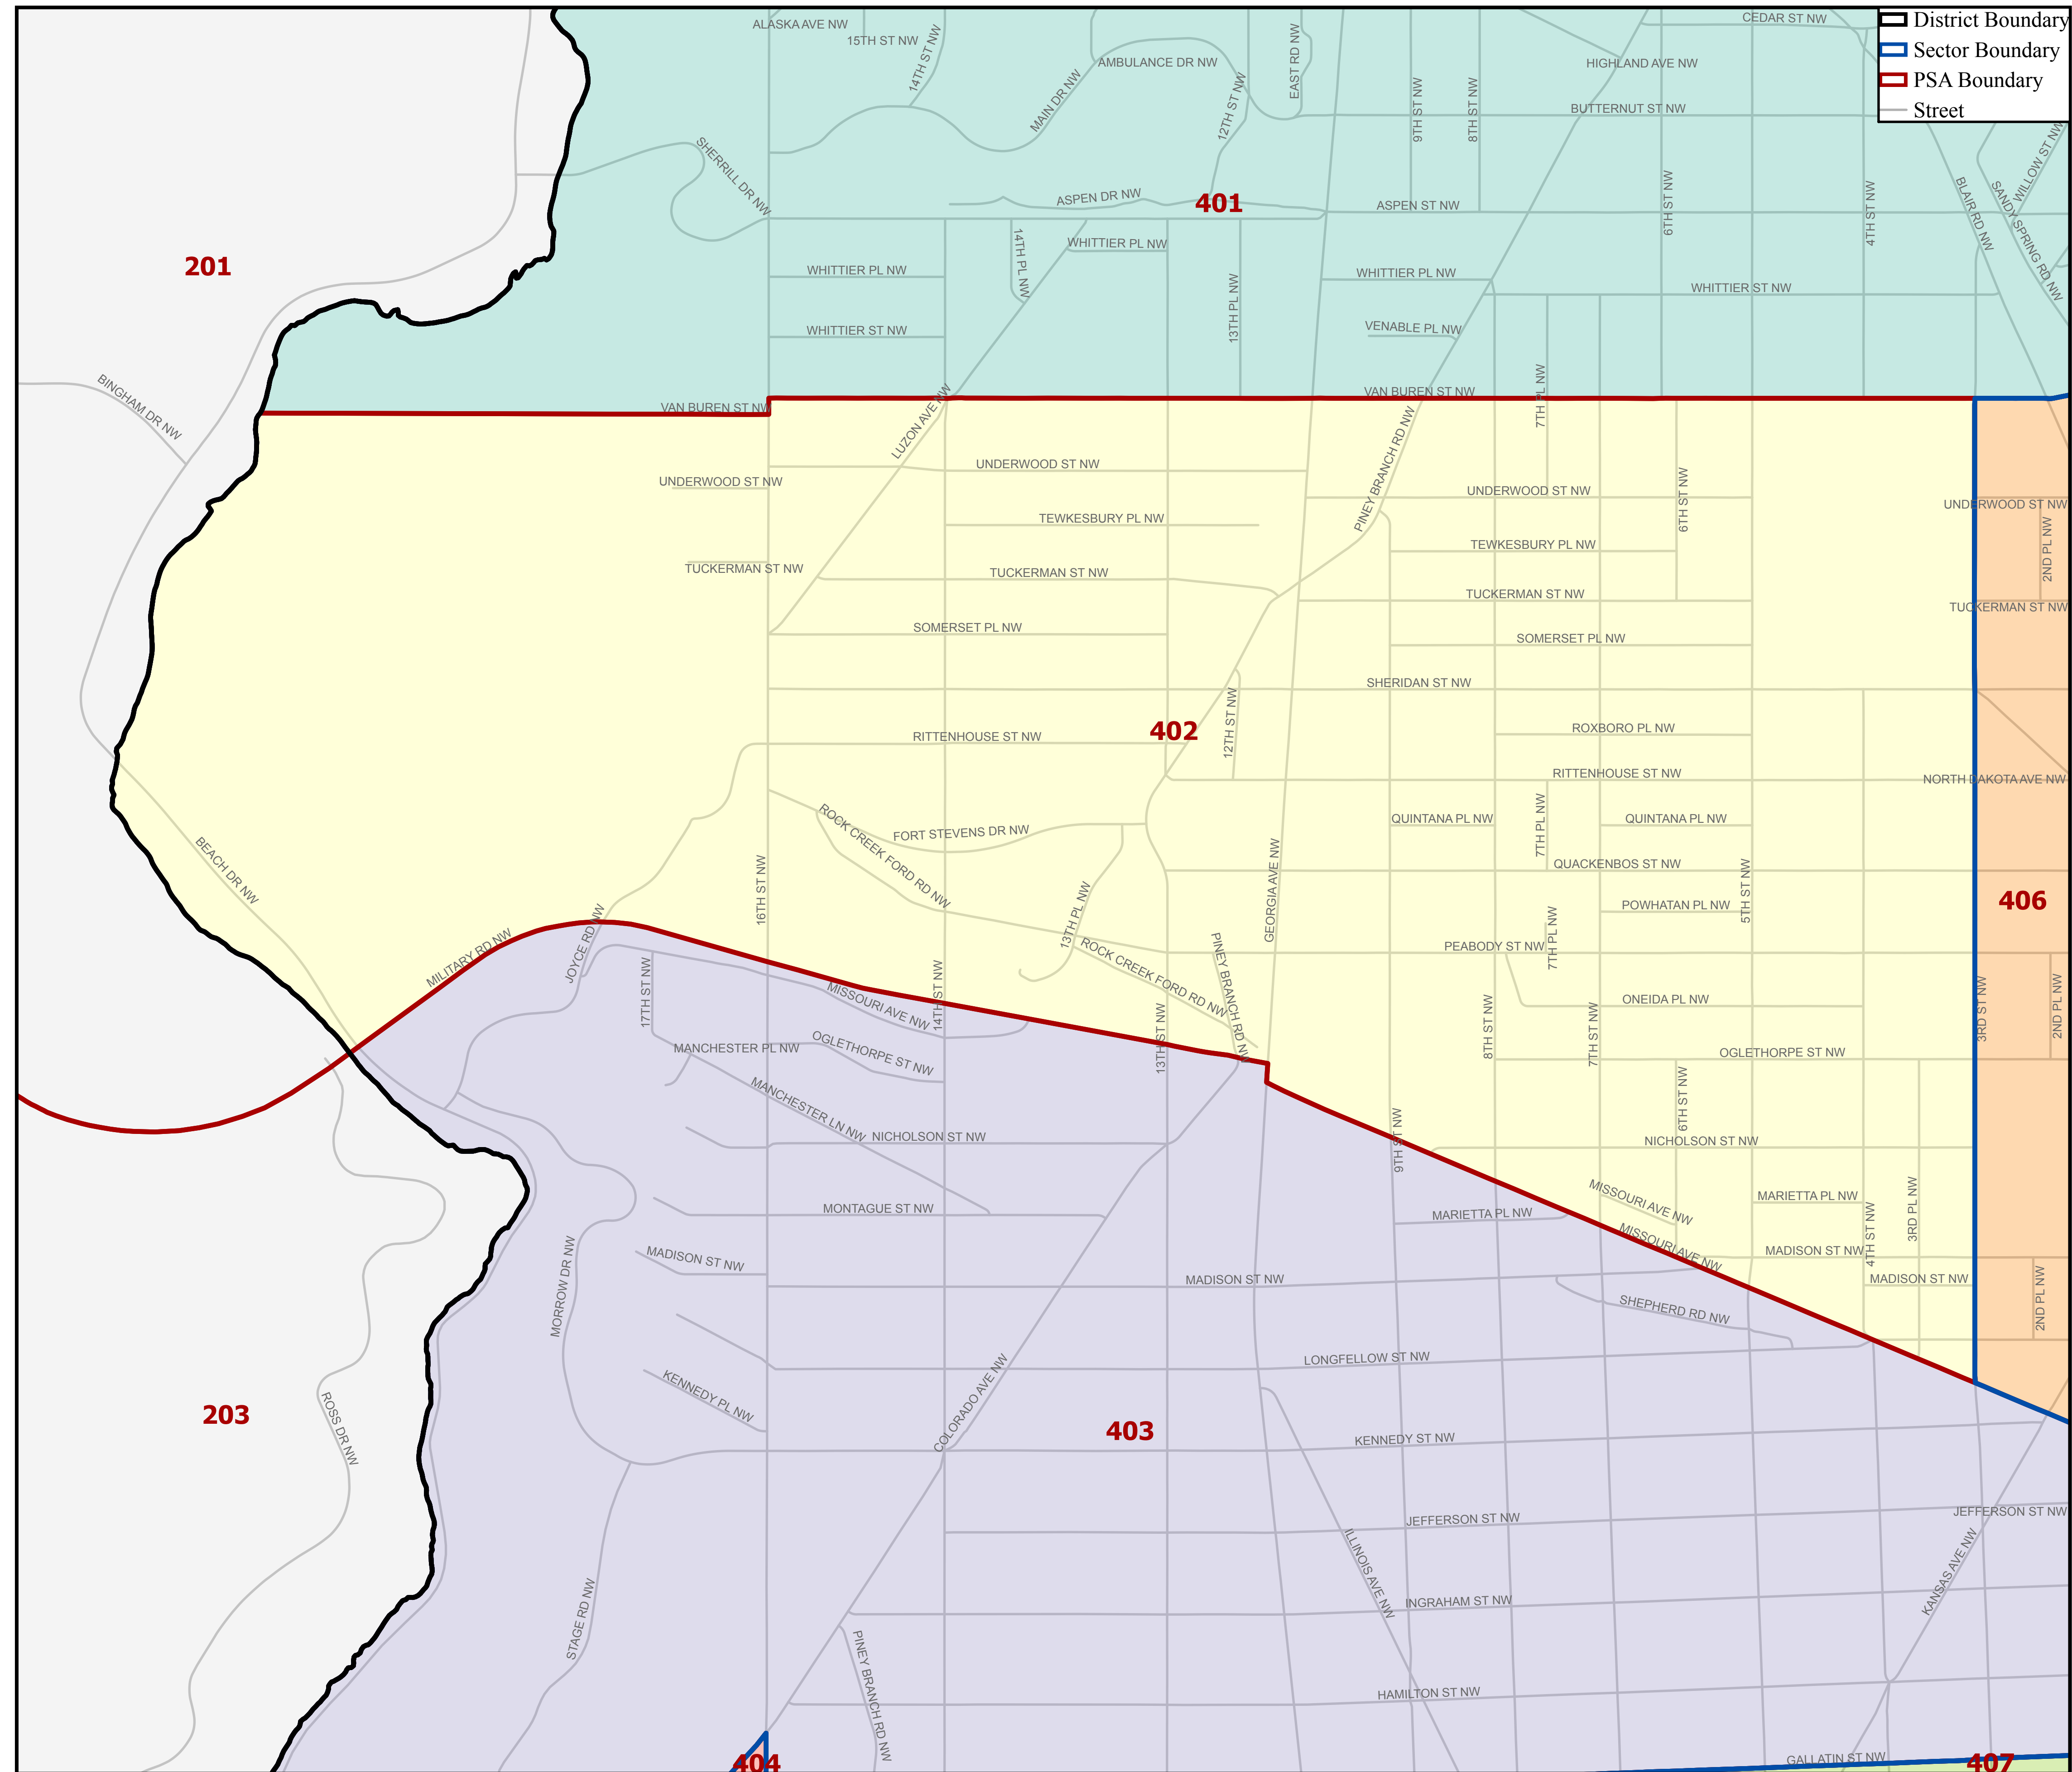 District Boundary
Sector Boundary
PSA Boundary
Street
ALASKA AVE NW
15TH ST NW
14TH ST NW
MAIN DR NW
AMBULANCE DR NW
12TH ST NW
EAST RD NW
9TH ST NW
8TH ST NW
CEDAR ST NW
HIGHLAND AVE NW
BUTTERNUT ST NW
SHERRILL DR NW
ASPEN DR NW
401
ASPEN ST NW
6TH ST NW
4TH ST NW
BLAIR RD NW
SANDY SPRING RD NW
WILLOW ST NW
201
WHITTIER PL NW
14TH PL NW
WHITTIER PL NW
13TH PL NW
WHITTIER PL NW
WHITTIER ST NW
WHITTIER ST NW
VENABLE PL NW
BINGHAM DR NW
VAN BUREN ST NW
LUZON AVE NW
VAN BUREN ST NW
7TH PL NW
PINEY BRANCH RD NW
UNDERWOOD ST NW
UNDERWOOD ST NW
UNDERWOOD ST NW
6TH ST NW
UNDERWOOD ST NW
TEWKESBURY PL NW
TEWKESBURY PL NW
2ND PL NW
TUCKERMAN ST NW
TUCKERMAN ST NW
TUCKERMAN ST NW
TUCKERMAN ST NW
SOMERSET PL NW
SOMERSET PL NW
SHERIDAN ST NW
12TH ST NW
402
ROXBORO PL NW
RITTENHOUSE ST NW
RITTENHOUSE ST NW
NORTH DAKOTA AVE NW
ROCK CREEK FORD RD NW
FORT STEVENS DR NW
QUINTANA PL NW
7TH PL NW
QUINTANA PL NW
BEACH DR NW
16TH ST NW
GEORGIA AVE NW
QUACKENBOS ST NW
5TH ST NW
406
POWHATAN PL NW
13TH PL NW
JOYCE RD NW
MILITARY RD NW
ROCK CREEK FORD RD NW
PINEY BRANCH RD NW
PEABODY ST NW
7TH PL NW
17TH ST NW
MISSOURI AVE NW
14TH ST NW
13TH ST NW
8TH ST NW
7TH ST NW
ONEIDA PL NW
3RD ST NW
2ND PL NW
MANCHESTER PL NW
OGLETHORPE ST NW
OGLETHORPE ST NW
MANCHESTER LN NW
NICHOLSON ST NW
9TH ST NW
6TH ST NW
NICHOLSON ST NW
MONTAGUE ST NW
MARIETTA PL NW
MISSOURI AVE NW
MARIETTA PL NW
3RD PL NW
4TH ST NW
MISSOURI AVE NW
MADISON ST NW
MADISON ST NW
MORROW DR NW
MADISON ST NW
MADISON ST NW
2ND PL NW
SHEPHERD RD NW
LONGFELLOW ST NW
KENNEDY PL NW
COLORADO AVE NW
203
ROSS DR NW
403
KENNEDY ST NW
JEFFERSON ST NW
JEFFERSON ST NW
ILLINOIS AVE NW
KANSAS AVE NW
STAGE RD NW
INGRAHAM ST NW
PINEY BRANCH RD NW
HAMILTON ST NW
404
GALLATIN ST NW
407